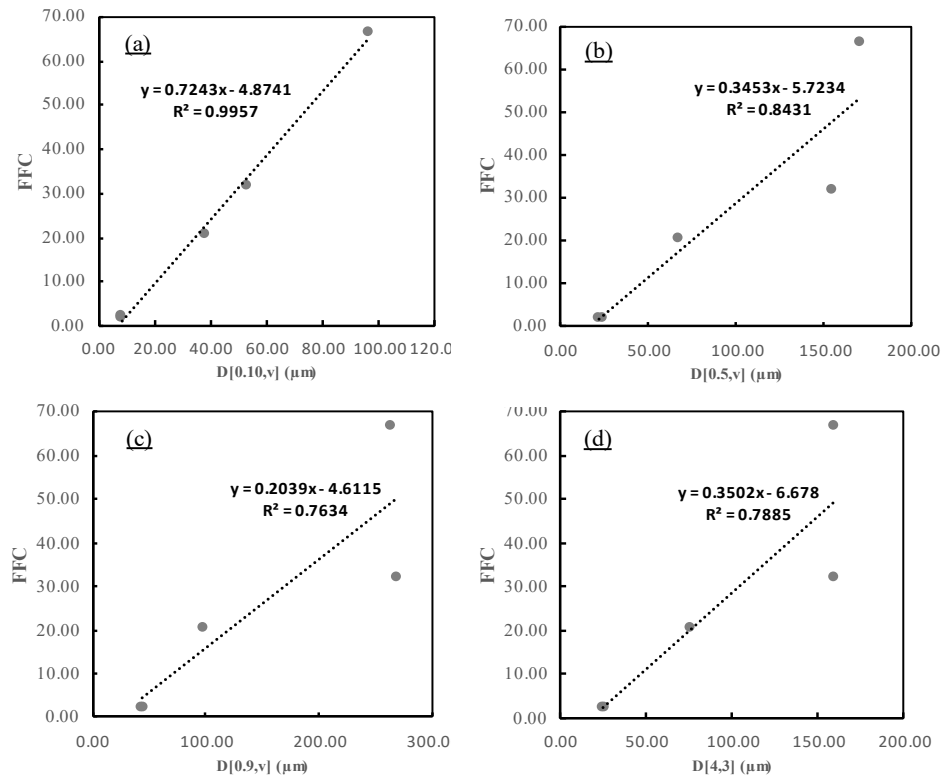 (a)
y = 0.7243x - 4.8741
R² = 0.9957
FFC
70.00
60.00
50.00
40.00
30.00
20.00
10.00
0.00
0.00 20.00 40.00 60.00 80.00 100.00 120.0
D[0.10,v] (µm)
(b)
y = 0.3453x - 5.7234
R² = 0.8431
FFC
70.00
60.00
50.00
40.00
30.00
20.00
10.00
0.00
0.00 50.00 100.00 150.00 200.00
D[0.5,v] (µm)
(c)
y = 0.2039x - 4.6115
R² = 0.7634
FFC
70.00
60.00
50.00
40.00
30.00
20.00
10.00
0.00
0.00 100.00 200.00 300.0
D[0.9,v] (µm)
(d)
y = 0.3502x - 6.678
R² = 0.7885
FFC
70.00
60.00
50.00
40.00
30.00
20.00
10.00
0.00
0.00 50.00 100.00 150.00 200.00
D[4,3] (µm)